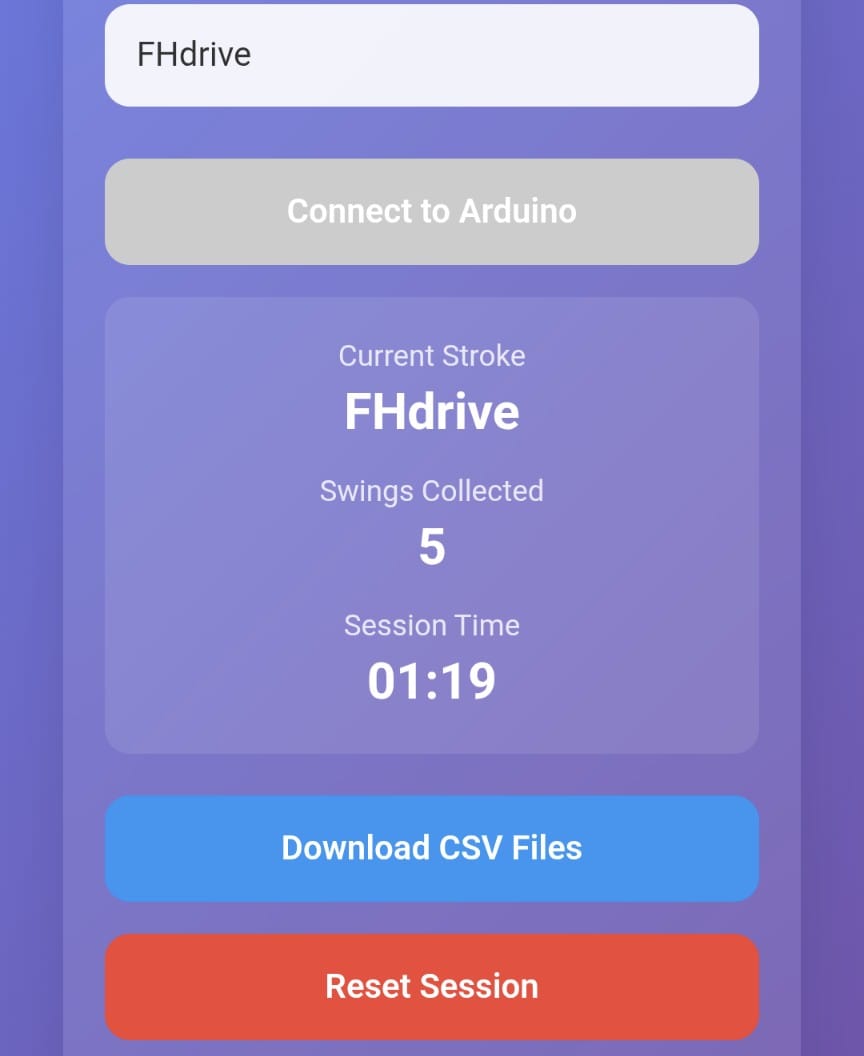 FHdrive
Connect to Arduino
Current Stroke
FHdrive
Swings Collected
5
Session Time
01:19
Download CSV Files
Reset Session